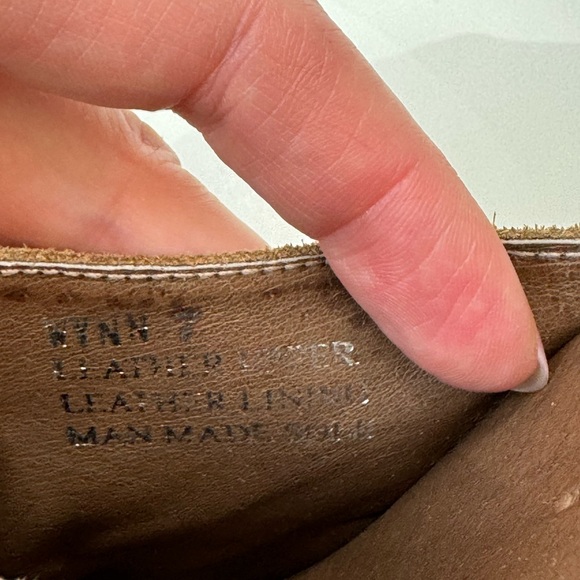 WYNN 7
LEATHER UPPER
LEATHER LINING
MAN MADE SOLE